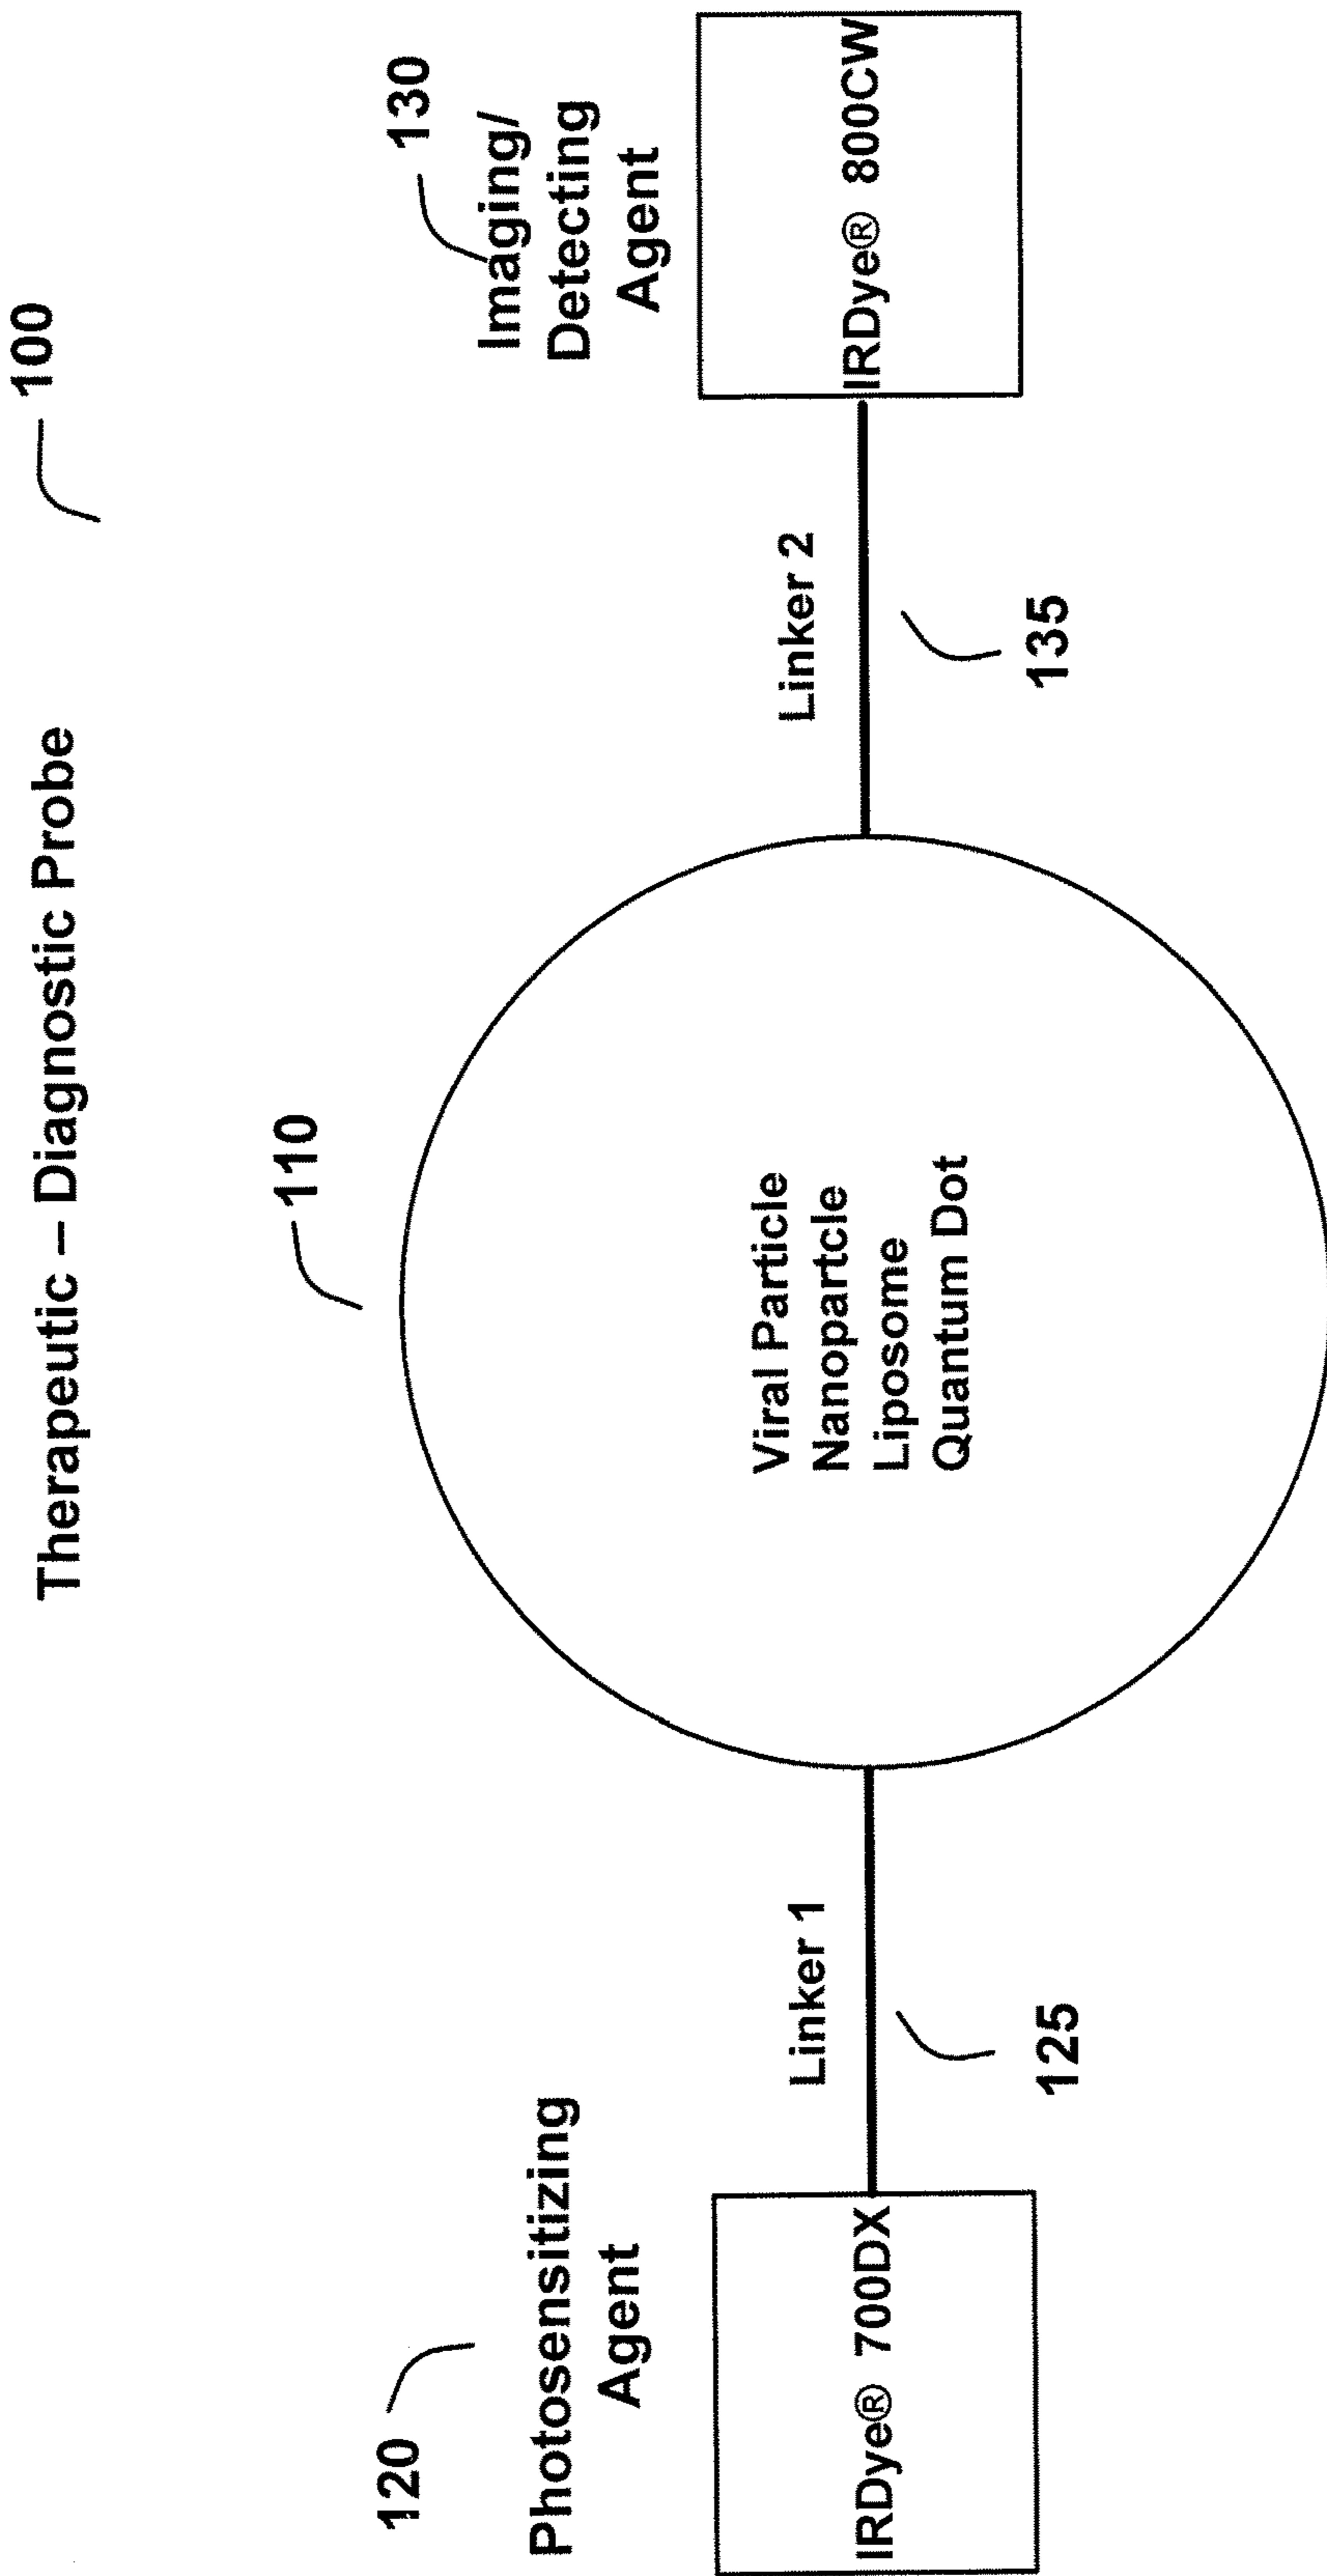 Therapeutic – Diagnostic Probe
100
110
120
Photosensitizing
Agent
130
Imaging/
Detecting
Agent
IRDye® 700DX
Linker 1
125
Viral Particle
Nanopartcle
Liposome
Quantum Dot
Linker 2
135
IRDye® 800CW